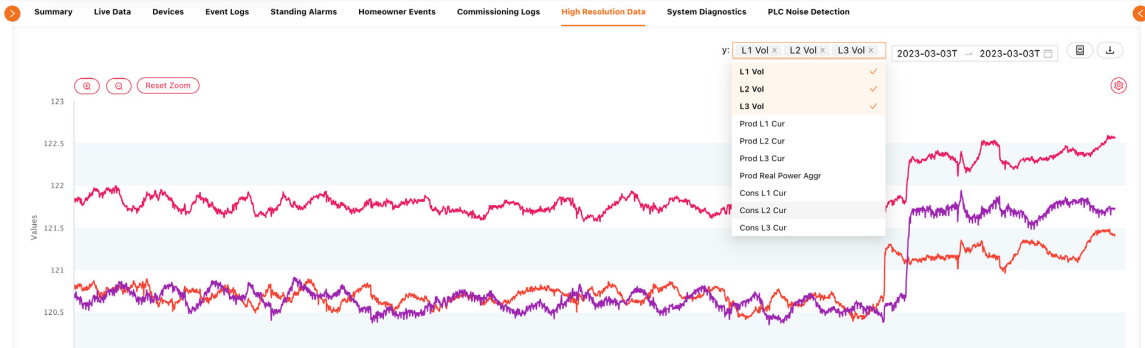 Summary Live Data Devices Event Logs Standing Alarms Homeowner Events Commissioning Logs High Resolution Data System Diagnostics PLC Noise Detection
y: L1 Vol × L2 Vol × L3 Vol × 2023-03-03T → 2023-03-03T
L1 Vol
L2 Vol
L3 Vol
Prod L1 Cur
Prod L2 Cur
Prod L3 Cur
Prod Real Power Aggr
Cons L1 Cur
Cons L2 Cur
Cons L3 Cur
Reset Zoom
123
122.5
122
121.5
121
120.5
Values